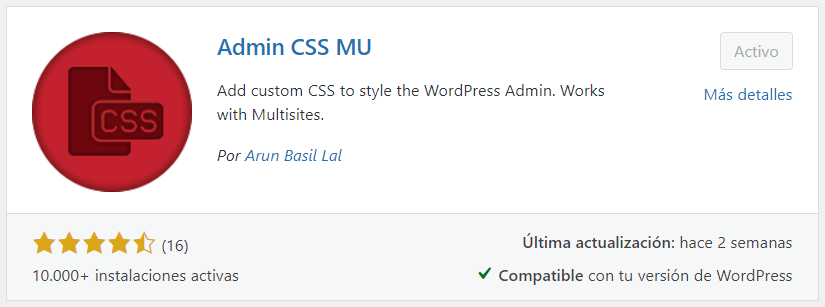 CSS
Admin CSS MU
Activo
Add custom CSS to style the WordPress Admin. Works
with Multisites.
Más detalles
Por Arun Basil Lal
(16)
Última actualización: hace 2 semanas
10.000+ instalaciones activas
Compatible con tu versión de WordPress